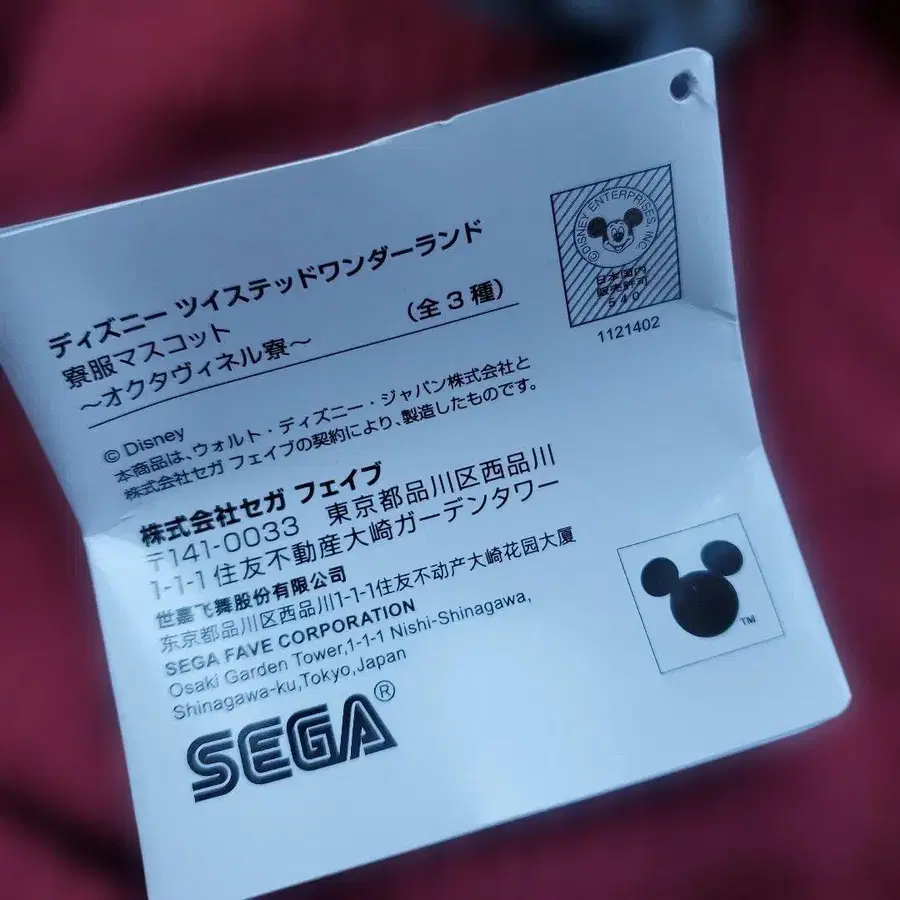 ディズニー ツイステッドワンダーランド
寮服マスコット (全3種)
~オクタヴィネル寮~
©DISNEY ENTERPRISES, INC.
日本国内
販売許可
540
1121402
© Disney
本商品は、ウォルト・ディズニー・ジャパン株式会社と
株式会社セガ フェイブの契約により、製造したものです。
株式会社セガ フェイブ
〒141-0033 東京都品川区西品川
1-1-1 住友不動産大崎ガーデンタワー
世嘉飞舞股份有限公司
东京都品川区西品川1-1-1住友不动产大崎花园大厦
SEGA FAVE CORPORATION
Osaki Garden Tower,1-1-1 Nishi-Shinagawa,
Shinagawa-ku,Tokyo,Japan
SEGA®
TM